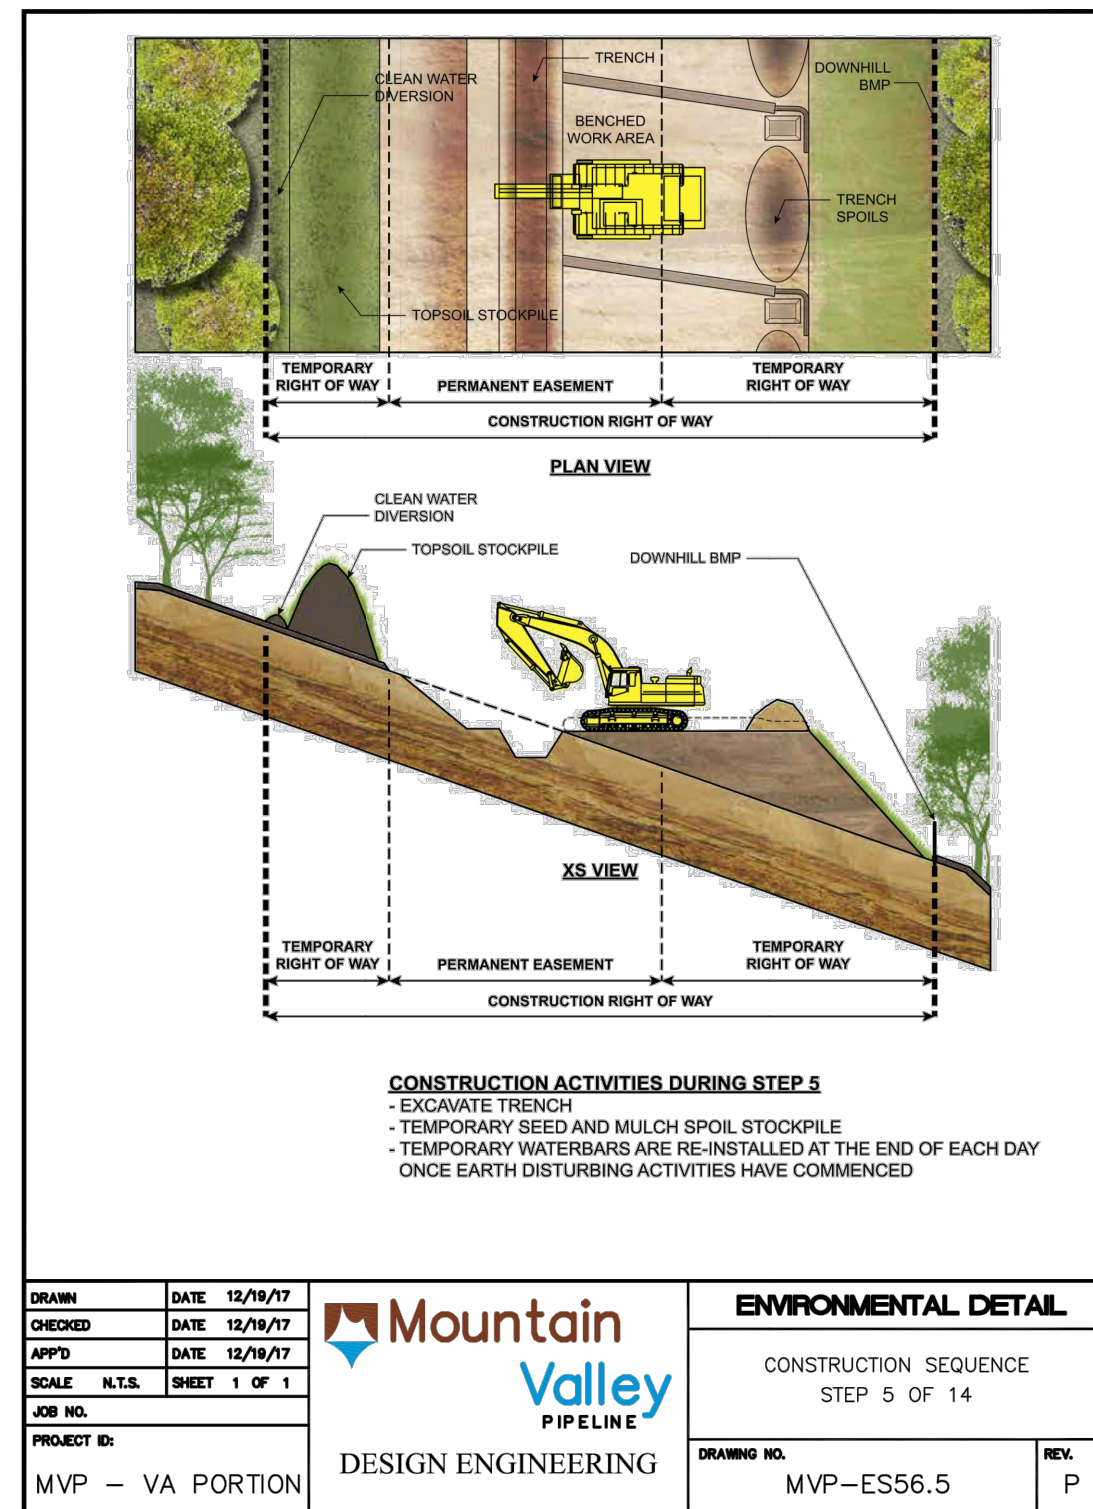 CLEAN WATER
DIVERSION
TRENCH
DOWNHILL
BMP
BENCHED
WORK AREA
TRENCH
SPOILS
TOPSOIL STOCKPILE
TEMPORARY
RIGHT OF WAY
PERMANENT EASEMENT
TEMPORARY
RIGHT OF WAY
CONSTRUCTION RIGHT OF WAY
PLAN VIEW
CLEAN WATER
DIVERSION
TOPSOIL STOCKPILE
DOWNHILL BMP
XS VIEW
TEMPORARY
RIGHT OF WAY
PERMANENT EASEMENT
TEMPORARY
RIGHT OF WAY
CONSTRUCTION RIGHT OF WAY
CONSTRUCTION ACTIVITIES DURING STEP 5
- EXCAVATE TRENCH
- TEMPORARY SEED AND MULCH SPOIL STOCKPILE
- TEMPORARY WATERBARS ARE RE-INSTALLED AT THE END OF EACH DAY
ONCE EARTH DISTURBING ACTIVITIES HAVE COMMENCED
DRAWN DATE 12/19/17
CHECKED DATE 12/19/17
APP'D DATE 12/19/17
SCALE N.T.S. SHEET 1 OF 1
JOB NO.
PROJECT ID:
MVP - VA PORTION
Mountain
Valley
PIPELINE
DESIGN ENGINEERING
ENVIRONMENTAL DETAIL
CONSTRUCTION SEQUENCE
STEP 5 OF 14
DRAWING NO.
MVP-ES56.5
REV.
P